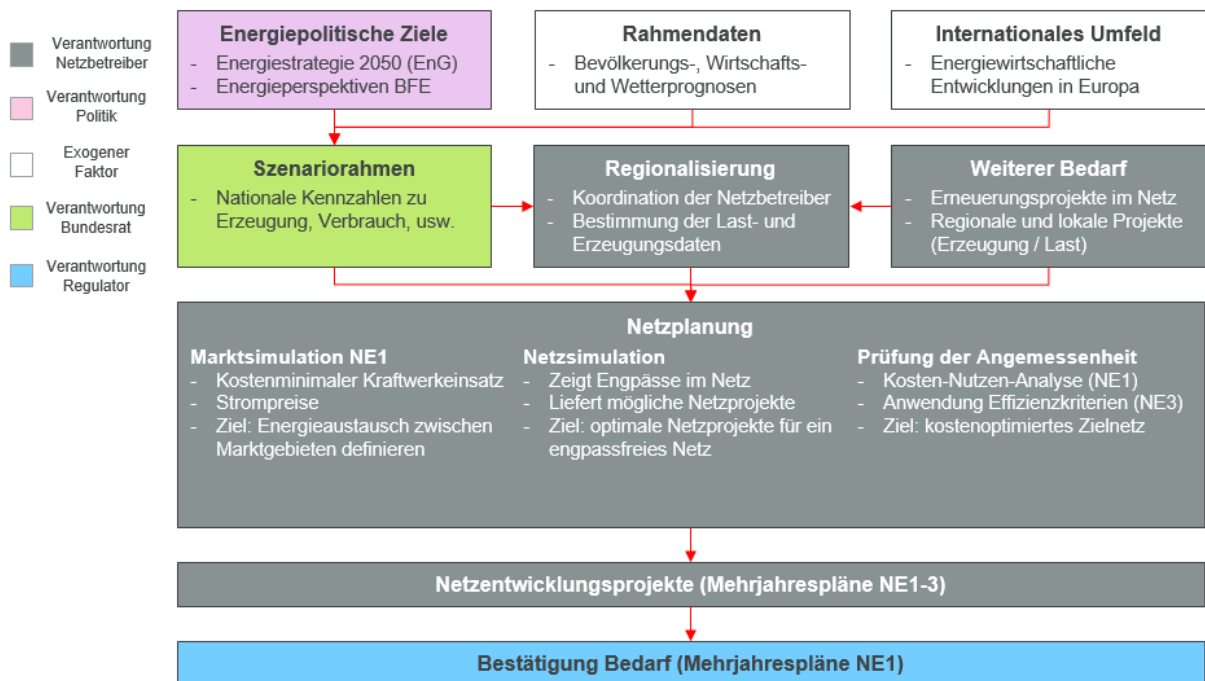 Verantwortung
Netzbetreiber
Verantwortung
Politik
Exogener
Faktor
Verantwortung
Bundesrat
Verantwortung
Regulator
Energiepolitische Ziele
- Energiestrategie 2050 (EnG)
- Energieperspektiven BFE
Rahmendaten
- Bevölkerungs-, Wirtschafts-
und Wetterprognosen
Internationales Umfeld
- Energiewirtschaftliche
Entwicklungen in Europa
Szenariorahmen
- Nationale Kennzahlen zu
Erzeugung, Verbrauch, usw.
Regionalisierung
- Koordination der Netzbetreiber
- Bestimmung der Last- und
Erzeugungsdaten
Weiterer Bedarf
- Erneuerungsprojekte im Netz
- Regionale und lokale Projekte
(Erzeugung / Last)
Netzplanung
Marktsimulation NE1
- Kostenminimaler Kraftwerkeinsatz
- Strompreise
- Ziel: Energieaustausch zwischen
Marktgebieten definieren
Netzsimulation
- Zeigt Engpässe im Netz
- Liefert mögliche Netzprojekte
- Ziel: optimale Netzprojekte für ein
engpassfreies Netz
Prüfung der Angemessenheit
- Kosten-Nutzen-Analyse (NE1)
- Anwendung Effizienzkriterien (NE3)
- Ziel: kostenoptimiertes Zielnetz
Netzentwicklungsprojekte (Mehrjahrespläne NE1-3)
Bestätigung Bedarf (Mehrjahrespläne NE1)